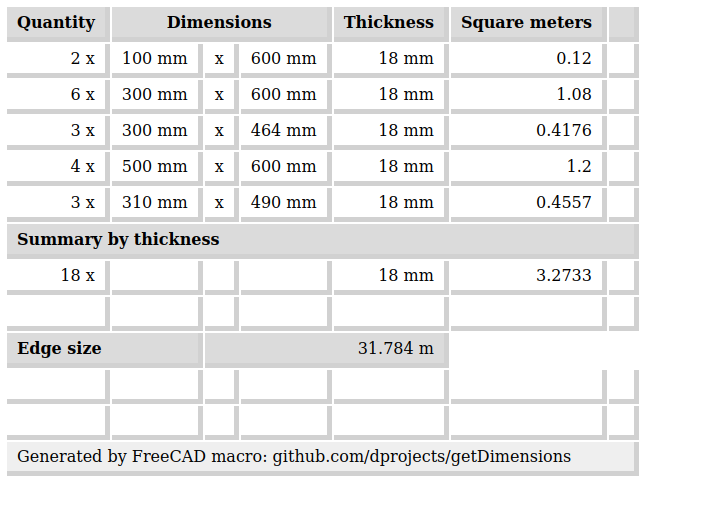 Quantity Dimensions Thickness Square meters
2 x 100 mm x 600 mm 18 mm 0.12
6 x 300 mm x 600 mm 18 mm 1.08
3 x 300 mm x 464 mm 18 mm 0.4176
4 x 500 mm x 600 mm 18 mm 1.2
3 x 310 mm x 490 mm 18 mm 0.4557
Summary by thickness
18 x 18 mm 3.2733
Edge size 31.784 m
Generated by FreeCAD macro: github.com/dprojects/getDimensions